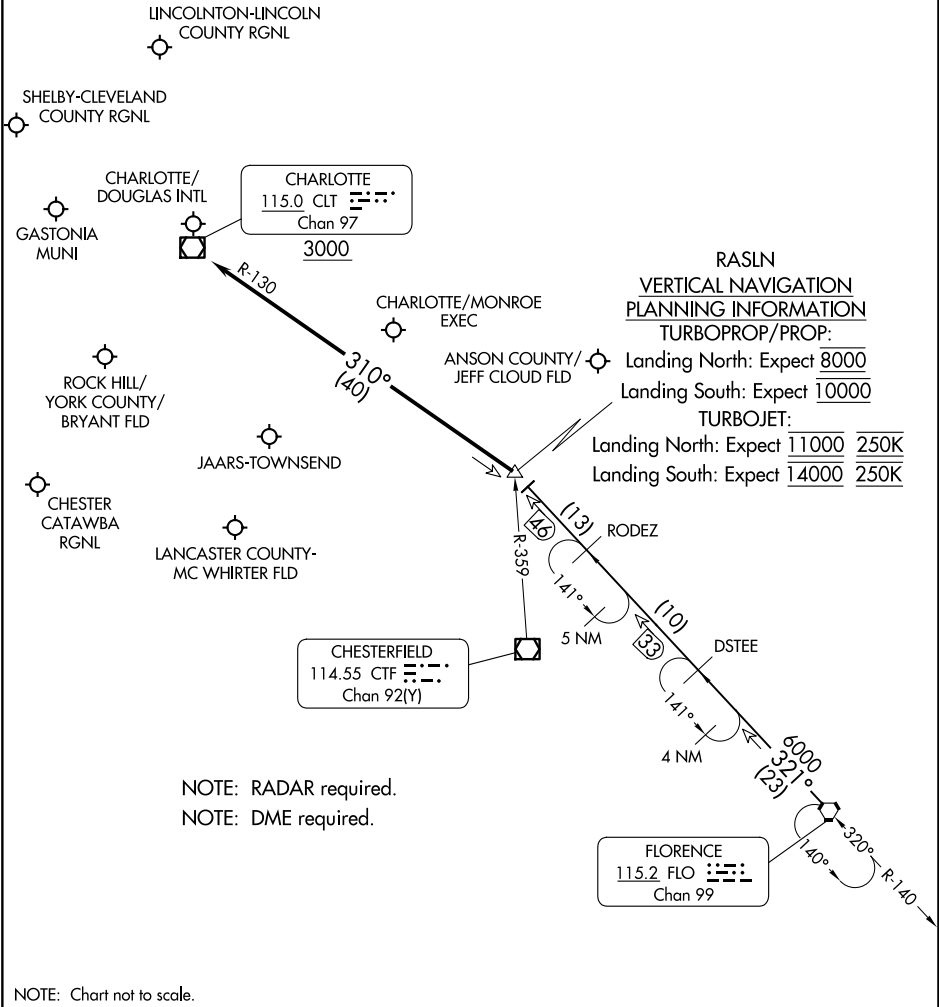 LINCOLNTON-LINCOLN
COUNTY RGNL
SHELBY-CLEVELAND
COUNTY RGNL
CHARLOTTE/
DOUGLAS INTL
CHARLOTTE
115.0 CLT
Chan 97
3000
GASTONIA
MUNI
R-130
CHARLOTTE/MONROE
EXEC
RASLN
VERTICAL NAVIGATION
PLANNING INFORMATION
TURBOPROP/PROP:
Landing North: Expect 8000
Landing South: Expect 10000
TURBOJET:
Landing North: Expect 11000 250K
Landing South: Expect 14000 250K
ANSON COUNTY/
JEFF CLOUD FLD
310°
(40)
ROCK HILL/
YORK COUNTY/
BRYANT FLD
JAARS-TOWNSEND
CHESTER
CATAWBA
RGNL
LANCASTER COUNTY-
MC WHIRTER FLD
(13)
46
RODEZ
R-359
141°
5 NM
(10)
33
DSTEE
CHESTERFIELD
114.55 CTF
Chan 92(Y)
141°
4 NM
6000
321°
(23)
NOTE: RADAR required.
NOTE: DME required.
FLORENCE
115.2 FLO
Chan 99
320°
140°
R-140
NOTE: Chart not to scale.